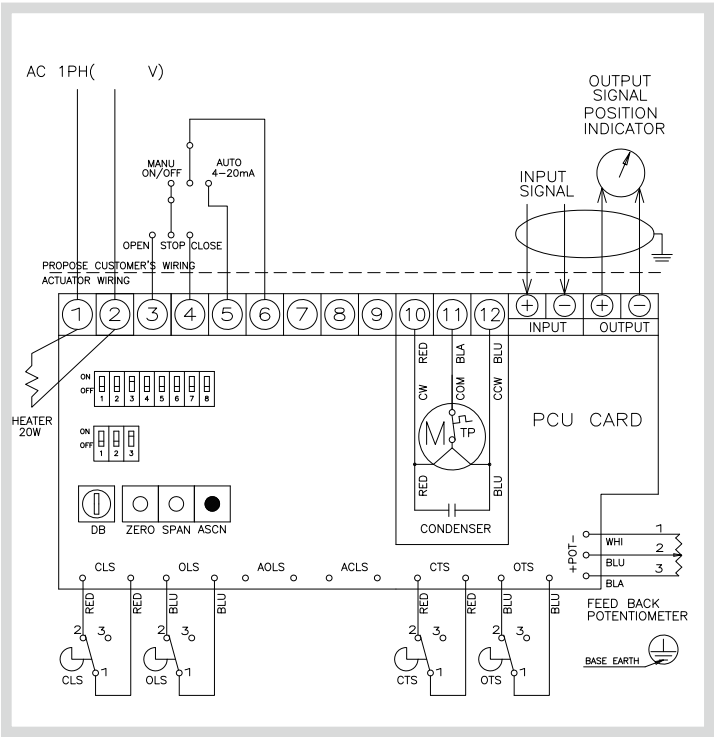 AC 1PH( V)
OUTPUT
SIGNAL
POSITION
INDICATOR
MANU
ON/OFF
AUTO
4-20mA
INPUT
SIGNAL
OPEN STOP CLOSE
PROPOSE CUSTOMER'S WIRING
ACTUATOR WIRING
1 2 3 4 5 6 7 8 9 10 11 12 + - + -
INPUT OUTPUT
RED BLA BLU
CW COM CCW
ON
OFF
1 2 3 4 5 6 7 8
HEATER
20W
M TP
PCU CARD
ON
OFF
1 2 3
RED BLU
CONDENSER
DB ZERO SPAN ASCN
+POT-
1
WHI
2
BLU
3
BLA
CLS OLS AOLS ACLS CTS OTS
RED RED BLU BLU RED RED BLU BLU
FEED BACK
POTENTIOMETER
2 3 2 3 2 3 2 3
1 1 1 1
CLS OLS CTS OTS
BASE EARTH